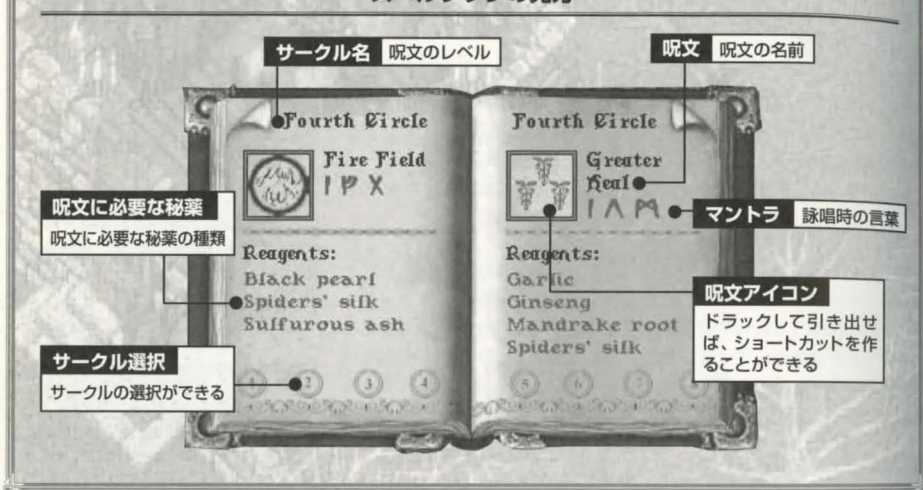 サークル名 呪文のレベル
呪文 呪文の名前
Fourth Circle
Fire Field
ᛁ ᚹ ᚷ
Reagents:
Black pearl
Spiders' silk
Sulfurous ash
1 2 3 4
Fourth Circle
Greater
Heal
ᛁ ᚢ ᛗ
Reagents:
Garlic
Ginseng
Mandrake root
Spiders' silk
5 6 7
マントラ 詠唱時の言葉
呪文に必要な秘薬
呪文に必要な秘薬の種類
呪文アイコン
ドラックして引き出せ
ば、ショートカットを作
ることができる
サークル選択
サークルの選択ができる